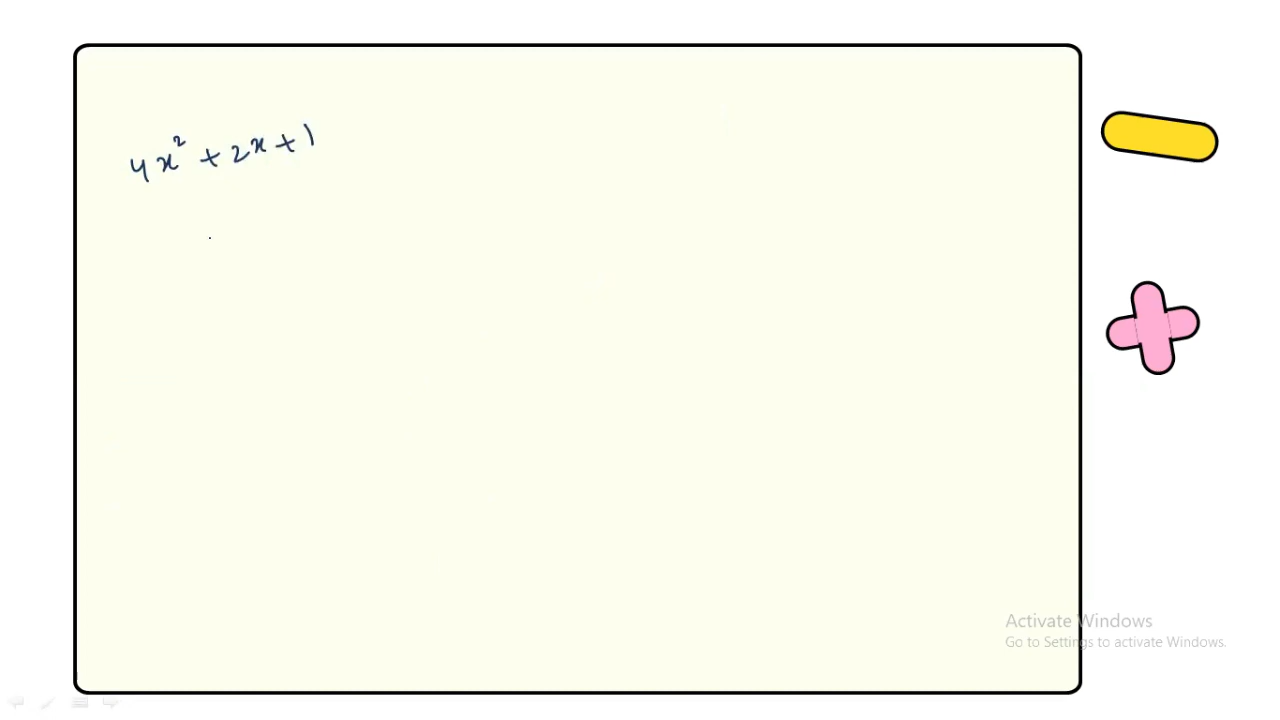 4x² + 2x + 1
Activate Windows
Go to Settings to activate Windows.